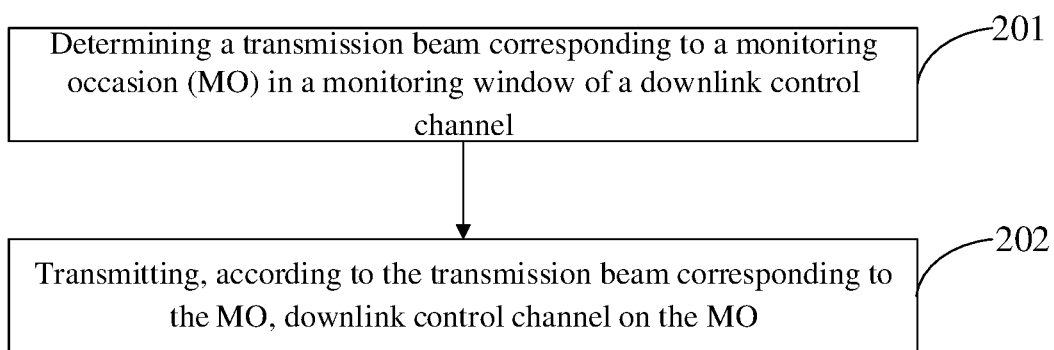 Determining a transmission beam corresponding to a monitoring
occasion (MO) in a monitoring window of a downlink control
channel
201
Transmitting, according to the transmission beam corresponding to
the MO, downlink control channel on the MO
202